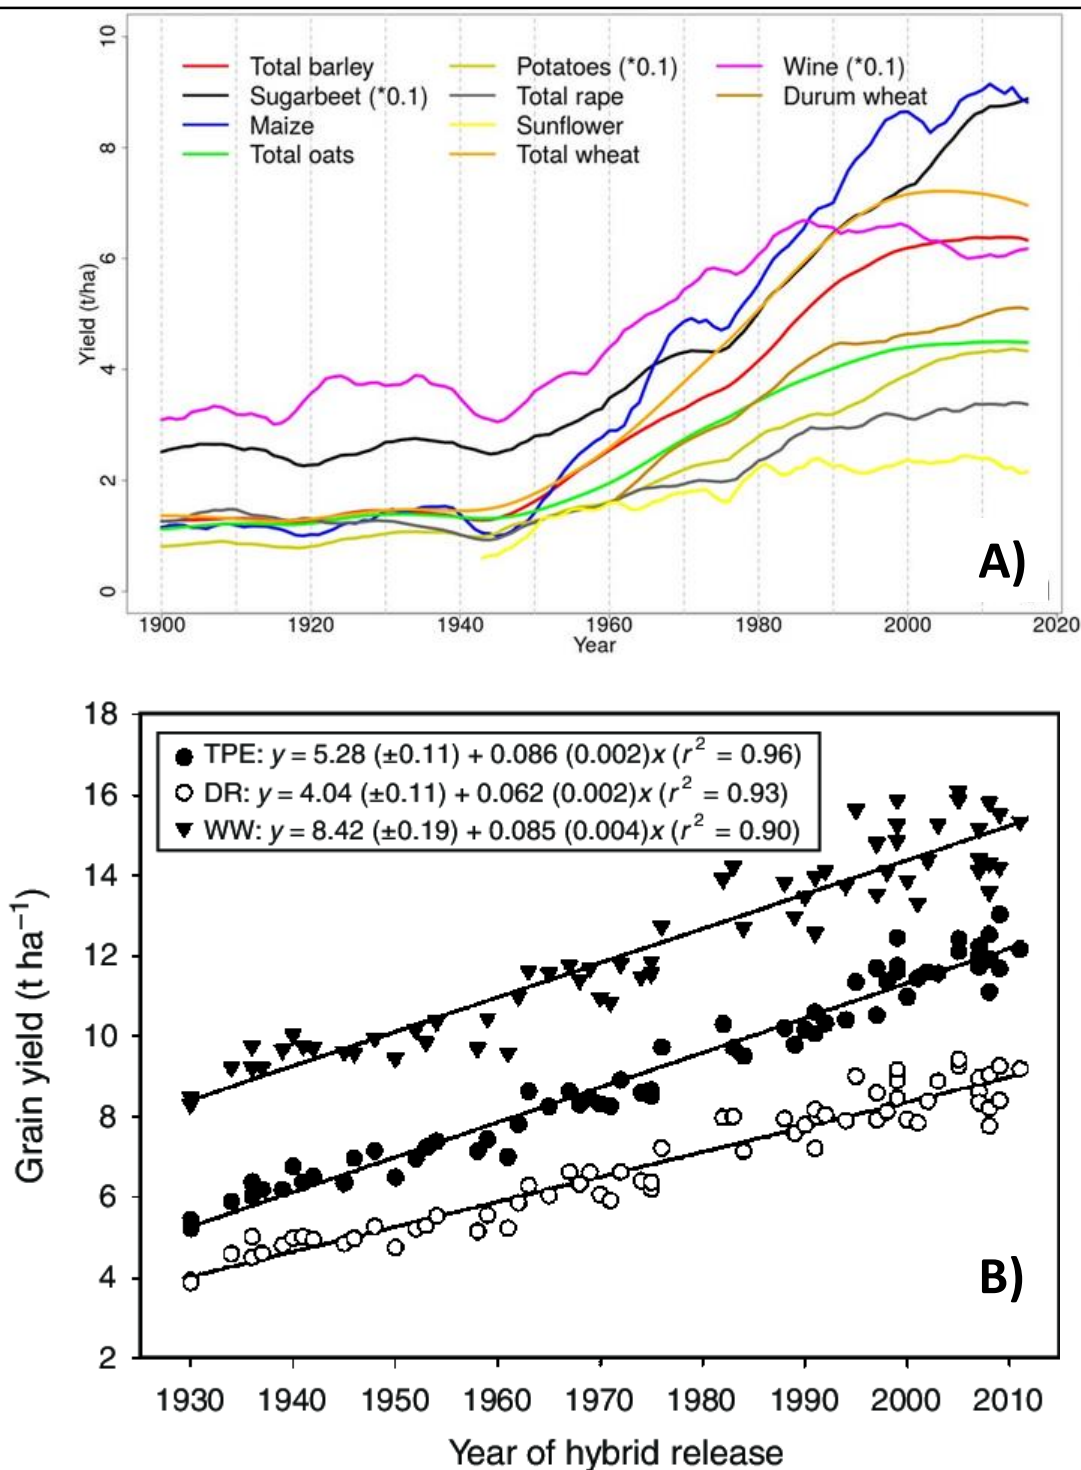 10
8
6
4
2
0
Yield (t/ha)
Total barley
Sugarbeet (*0.1)
Maize
Total oats
Potatoes (*0.1)
Total rape
Sunflower
Total wheat
Wine (*0.1)
Durum wheat
A)
1900 1920 1940 1960 1980 2000 2020
Year
18
16
14
12
10
8
6
4
2
Grain yield (t ha⁻¹)
TPE: y = 5.28 (±0.11) + 0.086 (0.002)x (r² = 0.96)
DR: y = 4.04 (±0.11) + 0.062 (0.002)x (r² = 0.93)
WW: y = 8.42 (±0.19) + 0.085 (0.004)x (r² = 0.90)
B)
1930 1940 1950 1960 1970 1980 1990 2000 2010
Year of hybrid release